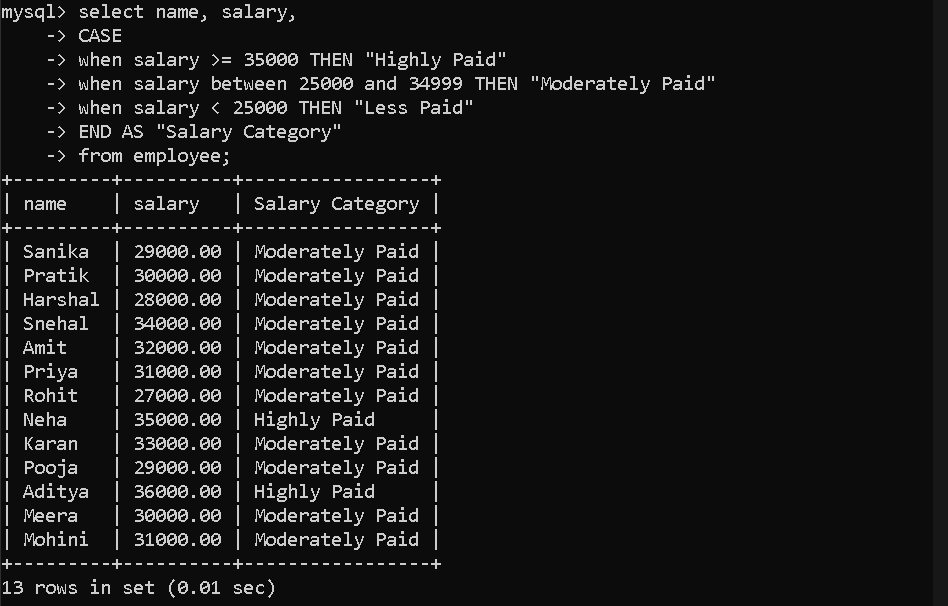 mysql> select name, salary,
    -> CASE
    -> when salary >= 35000 THEN "Highly Paid"
    -> when salary between 25000 and 34999 THEN "Moderately Paid"
    -> when salary < 25000 THEN "Less Paid"
    -> END AS "Salary Category"
    -> from employee;
+---------+----------+-----------------+
| name    | salary   | Salary Category |
+---------+----------+-----------------+
| Sanika  | 29000.00 | Moderately Paid |
| Pratik  | 30000.00 | Moderately Paid |
| Harshal | 28000.00 | Moderately Paid |
| Snehal  | 34000.00 | Moderately Paid |
| Amit    | 32000.00 | Moderately Paid |
| Priya   | 31000.00 | Moderately Paid |
| Rohit   | 27000.00 | Moderately Paid |
| Neha    | 35000.00 | Highly Paid     |
| Karan   | 33000.00 | Moderately Paid |
| Pooja   | 29000.00 | Moderately Paid |
| Aditya  | 36000.00 | Highly Paid     |
| Meera   | 30000.00 | Moderately Paid |
| Mohini  | 31000.00 | Moderately Paid |
+---------+----------+-----------------+
13 rows in set (0.01 sec)